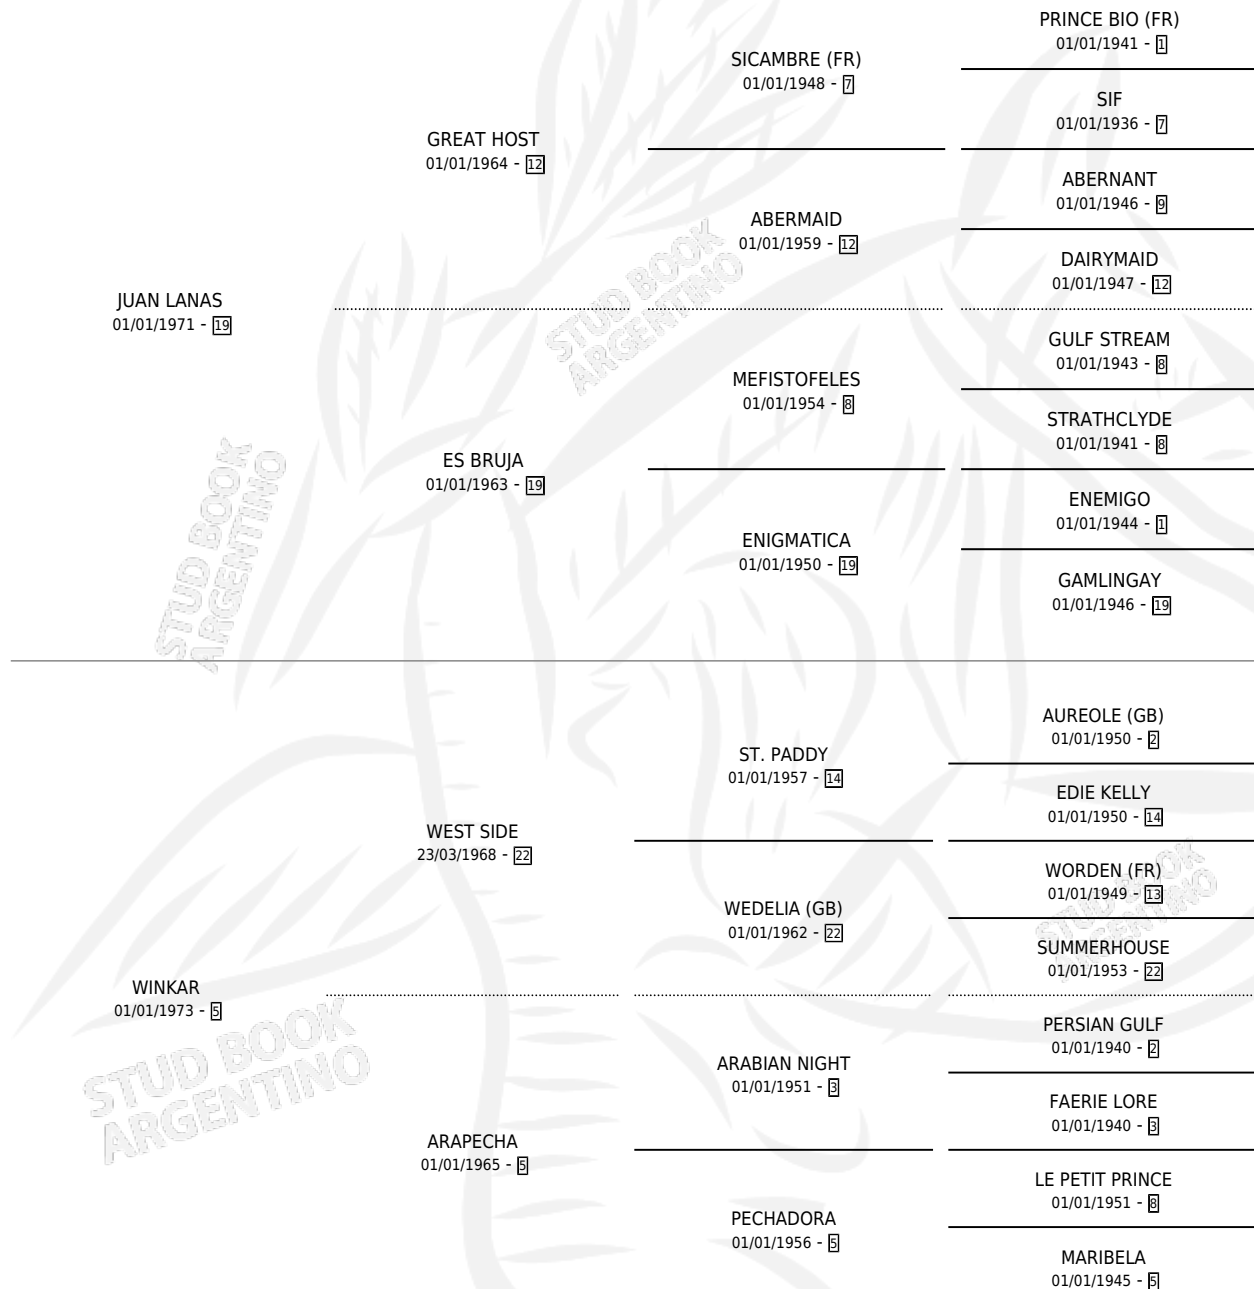 PRINCE BIO (FR)
01/01/1941 - 1
SICAMBRE (FR)
01/01/1948 - 7
SIF
01/01/1936 - 7
GREAT HOST
01/01/1964 - 12
ABERNANT
01/01/1946 - 9
ABERMAID
01/01/1959 - 12
DAIRYMAID
01/01/1947 - 12
JUAN LANAS
01/01/1971 - 19
STUD BOOK
ARGENTINO
GULF STREAM
01/01/1943 - 8
MEFISTOFELES
01/01/1954 - 8
STRATHCLYDE
01/01/1941 - 8
ES BRUJA
01/01/1963 - 19
ENEMIGO
01/01/1944 - 1
ENIGMATICA
01/01/1950 - 19
GAMLINGAY
01/01/1946 - 19
STUD BOOK
ARGENTINO
AUREOLE (GB)
01/01/1950 - 2
ST. PADDY
01/01/1957 - 14
EDIE KELLY
01/01/1950 - 14
WEST SIDE
23/03/1968 - 22
WORDEN (FR)
01/01/1949 - 13
WEDELIA (GB)
01/01/1962 - 22
SUMMERHOUSE
01/01/1953 - 22
STUD BOOK
ARGENTINO
WINKAR
01/01/1973 - 5
STUD BOOK
ARGENTINO
PERSIAN GULF
01/01/1940 - 2
ARABIAN NIGHT
01/01/1951 - 3
FAERIE LORE
01/01/1940 - 3
ARAPECHA
01/01/1965 - 5
LE PETIT PRINCE
01/01/1951 - 8
PECHADORA
01/01/1956 - 5
MARIBELA
01/01/1945 - 5